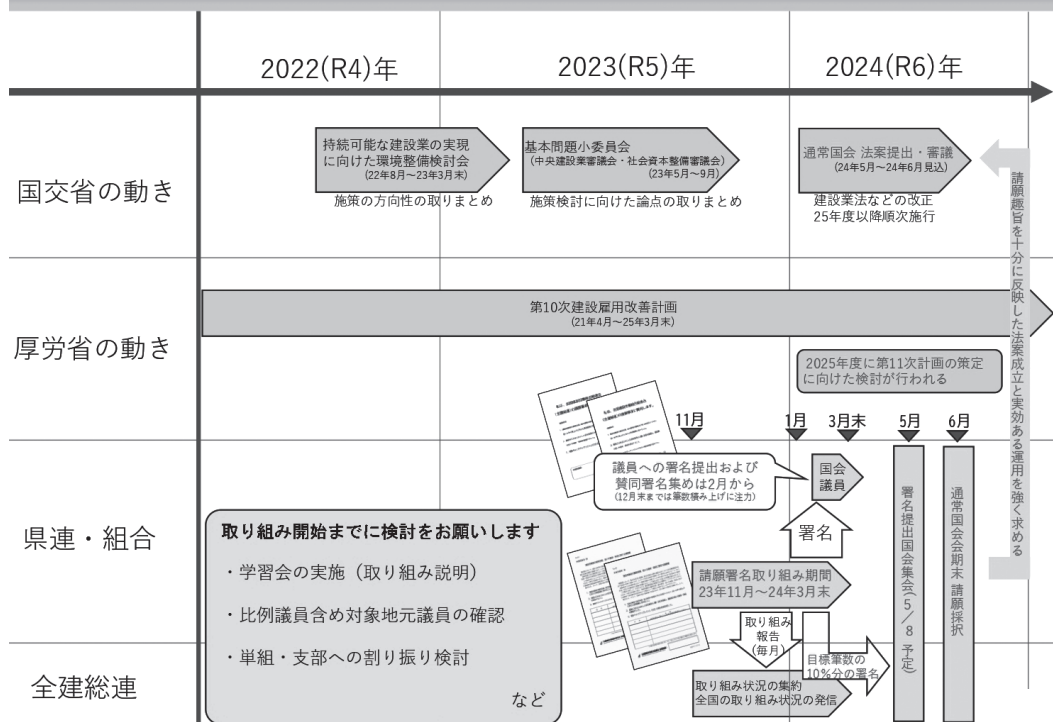 2022(R4)年
2023(R5)年
2024(R6)年
国交省の動き
持続可能な建設業の実現
に向けた環境整備検討会
(22年8月～23年3月末)
施策の方向性の取りまとめ
基本問題小委員会
(中央建設業審議会・社会資本整備審議会)
(23年5月～9月)
施策検討に向けた論点の取りまとめ
通常国会 法案提出・審議
(24年5月～24年6月見込)
建設業法などの改正
25年度以降順次施行
請願趣旨を十分に反映した法案成立と実効ある運用を強く求める
厚労省の動き
第10次建設雇用改善計画
(21年4月～25年3月末)
2025年度に第11次計画の策定
に向けた検討が行われる
11月
1月
3月末
5月
6月
県連・組合
議員への署名提出および
賛同署名集めは2月から
(12月末までは筆数積み上げに注力)
国会
議員
署名
請願署名取り組み期間
23年11月～24年3月末
署名提出国会集会(5/8予定)
通常国会会期末 請願採択
取り組み開始までに検討をお願いします
・学習会の実施（取り組み説明）
・比例議員含め対象地元議員の確認
・単組・支部への割り振り検討
など
全建総連
取り組み
報告
(毎月)
目標筆数の
10%分の署名
取り組み状況の集約
全国の取り組み状況の発信